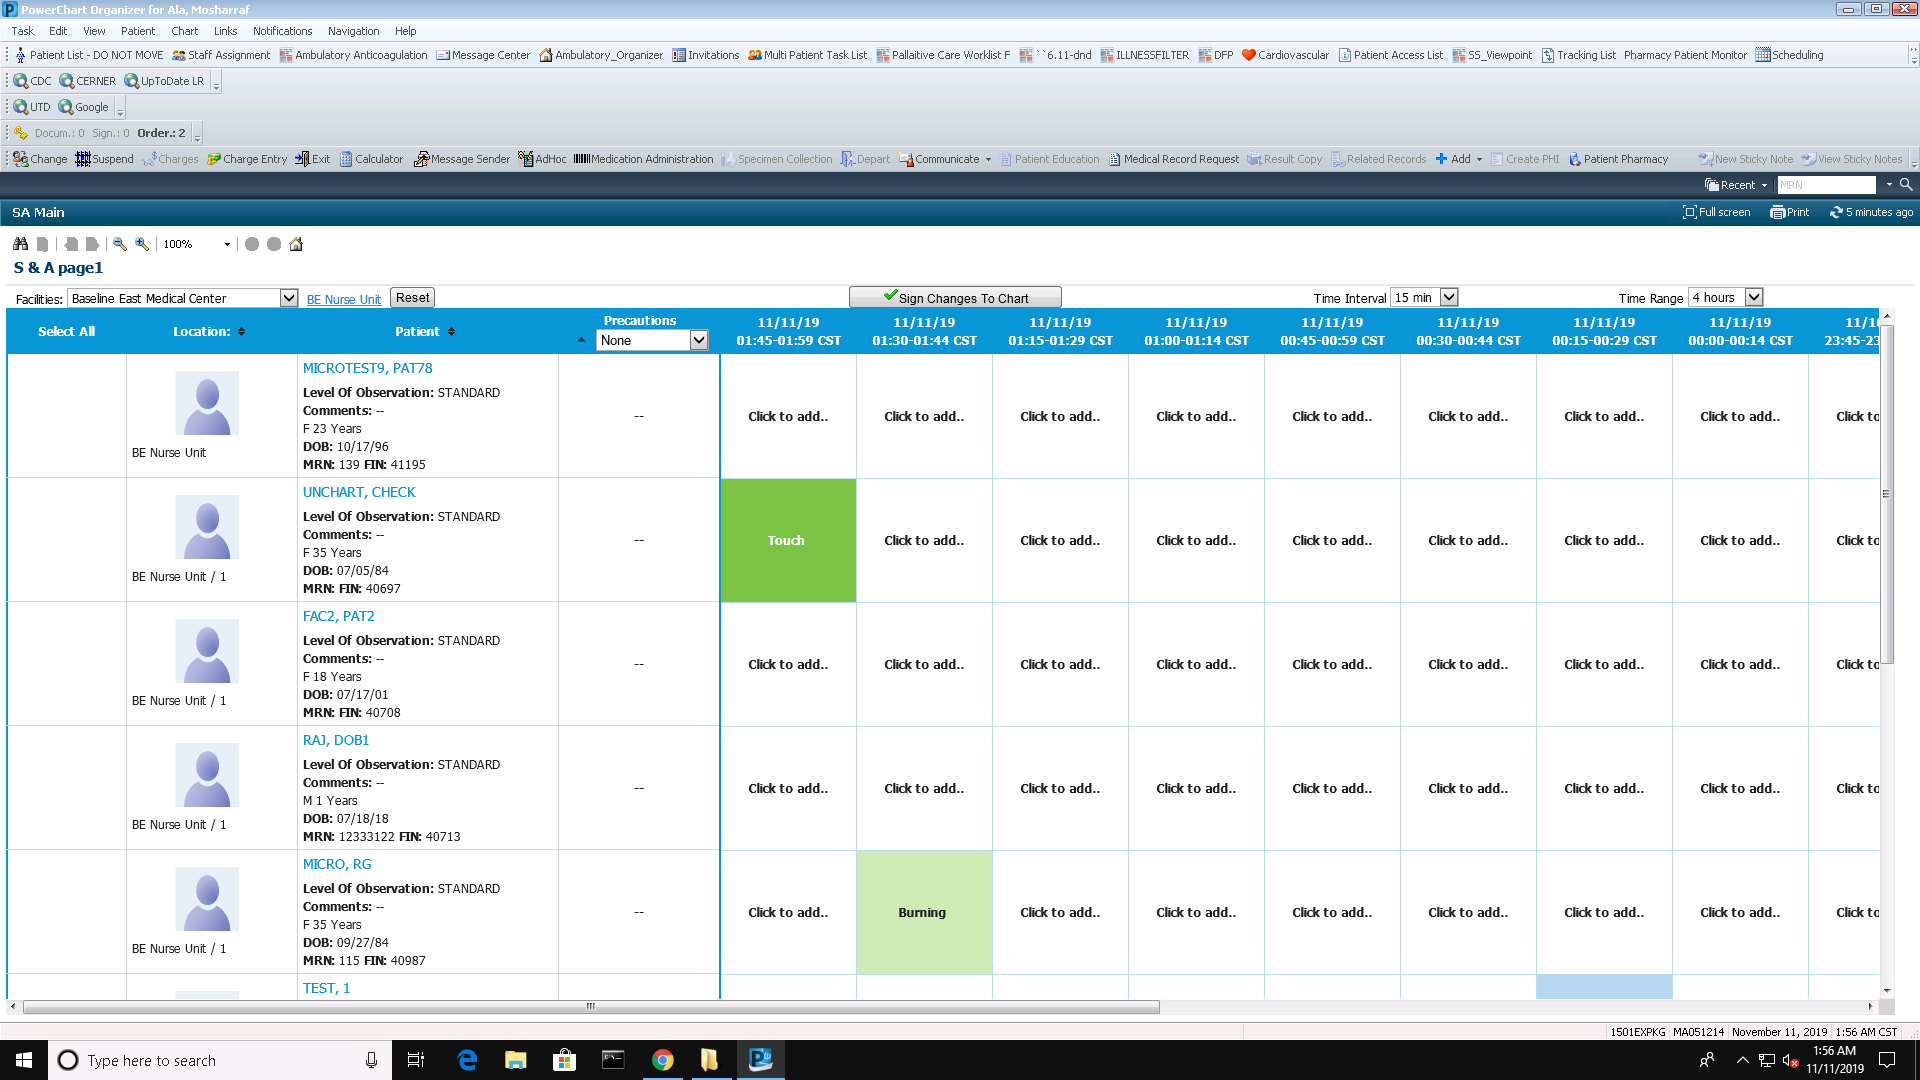 PowerChart Organizer for Ala, Mosharraf
Task Edit View Patient Chart Links Notifications Navigation Help
Patient List - DO NOT MOVE Staff Assignment Ambulatory Anticoagulation Message Center Ambulatory_Organizer Invitations Multi Patient Task List Pallaitive Care Worklist F ``6.11-dnd ILLNESSFILTER DFP Cardiovascular Patient Access List SS_Viewpoint Tracking List Pharmacy Patient Monitor Scheduling
CDC CERNER UpToDate LR
UTD Google
Docum.: 0 Sign.: 0 Order.: 2
Change Suspend Charges Charge Entry Exit Calculator Message Sender AdHoc Medication Administration Specimen Collection Depart Communicate Patient Education Medical Record Request Result Copy Related Records Add Create PHI Patient Pharmacy New Sticky Note View Sticky Notes
Recent MRN
SA Main Full screen Print 5 minutes ago
100%
S & A page1
Facilities: Baseline East Medical Center BE Nurse Unit Reset Sign Changes To Chart Time Interval 15 min Time Range 4 hours
Select All Location: Patient Precautions None
11/11/19 11/11/19 11/11/19 11/11/19 11/11/19 11/11/19 11/11/19 11/11/19 11/1
01:45-01:59 CST 01:30-01:44 CST 01:15-01:29 CST 01:00-01:14 CST 00:45-00:59 CST 00:30-00:44 CST 00:15-00:29 CST 00:00-00:14 CST 23:45-23
MICROTEST9, PAT78
Level Of Observation: STANDARD
Comments: --
F 23 Years
DOB: 10/17/96
MRN: 139 FIN: 41195
BE Nurse Unit
-- Click to add.. Click to add.. Click to add.. Click to add.. Click to add.. Click to add.. Click to add.. Click to add.. Click to
UNCHART, CHECK
Level Of Observation: STANDARD
Comments: --
F 35 Years
DOB: 07/05/84
MRN: FIN: 40697
BE Nurse Unit / 1
-- Touch Click to add.. Click to add.. Click to add.. Click to add.. Click to add.. Click to add.. Click to add.. Click to
FAC2, PAT2
Level Of Observation: STANDARD
Comments: --
F 18 Years
DOB: 07/17/01
MRN: FIN: 40708
BE Nurse Unit / 1
-- Click to add.. Click to add.. Click to add.. Click to add.. Click to add.. Click to add.. Click to add.. Click to add.. Click to
RAJ, DOB1
Level Of Observation: STANDARD
Comments: --
M 1 Years
DOB: 07/18/18
MRN: 12333122 FIN: 40713
BE Nurse Unit / 1
-- Click to add.. Click to add.. Click to add.. Click to add.. Click to add.. Click to add.. Click to add.. Click to add.. Click to
MICRO, RG
Level Of Observation: STANDARD
Comments: --
F 35 Years
DOB: 09/27/84
MRN: 115 FIN: 40987
BE Nurse Unit / 1
-- Click to add.. Burning Click to add.. Click to add.. Click to add.. Click to add.. Click to add.. Click to add.. Click to
TEST, 1
1501EXPKG MA051214 November 11, 2019 1:56 AM CST
Type here to search
1:56 AM
11/11/2019